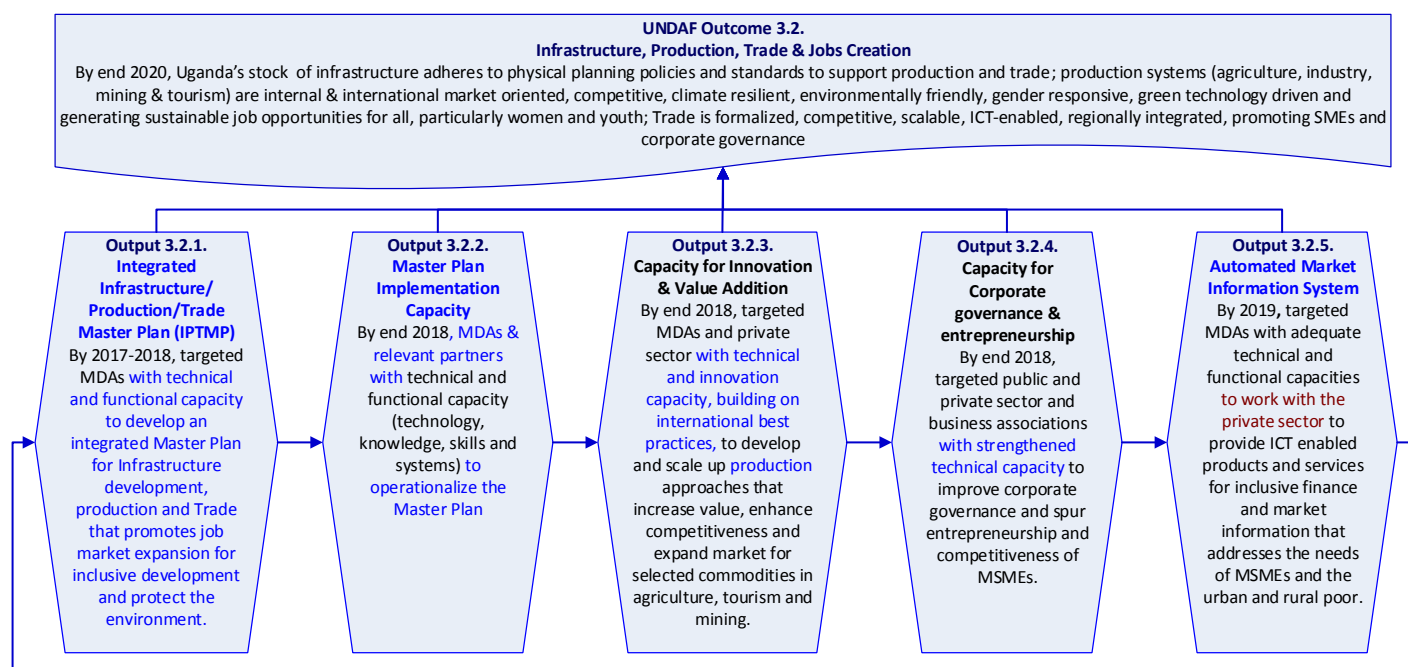 UNDAF Outcome 3.2.
Infrastructure, Production, Trade & Jobs Creation
By end 2020, Uganda's stock of infrastructure adheres to physical planning policies and standards to support production and trade; production systems (agriculture, industry,
mining & tourism) are internal & international market oriented, competitive, climate resilient, environmentally friendly, gender responsive, green technology driven and
generating sustainable job opportunities for all, particularly women and youth; Trade is formalized, competitive, scalable, ICT-enabled, regionally integrated, promoting SMEs and
corporate governance
Output 3.2.1.
Integrated
Infrastructure/
Production/Trade
Master Plan (IPTMP)
By 2017-2018, targeted
MDAs with technical
and functional capacity
to develop an
integrated Master Plan
for Infrastructure
development,
production and Trade
that promotes job
market expansion for
inclusive development
and protect the
environment.
Output 3.2.2.
Master Plan
Implementation
Capacity
By end 2018, MDAs &
relevant partners
with technical and
functional capacity
(technology,
knowledge, skills and
systems) to
operationalize the
Master Plan
Output 3.2.3.
Capacity for Innovation
& Value Addition
By end 2018, targeted
MDAs and private
sector with technical
and innovation
capacity, building on
international best
practices, to develop
and scale up production
approaches that
increase value, enhance
competitiveness and
expand market for
selected commodities in
agriculture, tourism and
mining.
Output 3.2.4.
Capacity for
Corporate
governance &
entrepreneurship
By end 2018,
targeted public and
private sector and
business associations
with strengthened
technical capacity to
improve corporate
governance and spur
entrepreneurship and
competitiveness of
MSMEs.
Output 3.2.5.
Automated Market
Information System
By 2019, targeted
MDAs with adequate
technical and
functional capacities
to work with the
private sector to
provide ICT enabled
products and services
for inclusive finance
and market
information that
addresses the needs
of MSMEs and the
urban and rural poor.